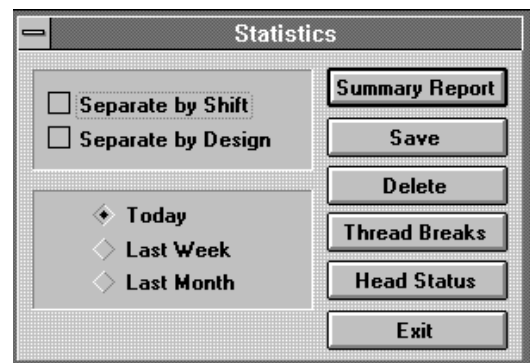 Statistics
Separate by Shift
Separate by Design
Today
Last Week
Last Month
Summary Report
Save
Delete
Thread Breaks
Head Status
Exit